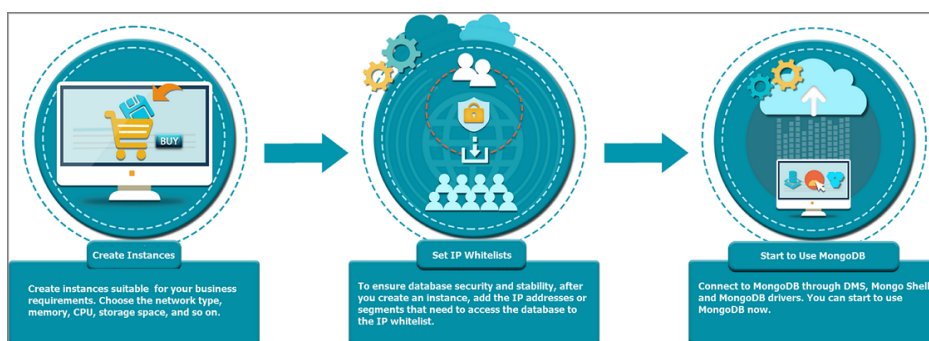 BUY
Create Instances
Create instances suitable for your business
requirements. Choose the network type,
memory, CPU, storage space, and so on.
Set IP Whitelists
To ensure database security and stability, after
you create an instance, add the IP addresses or
segments that need to access the database to
the IP whitelist.
Start to Use MongoDB
Connect to MongoDB through DMS, Mongo Shell
and MongoDB drivers. You can start to use
MongoDB now.